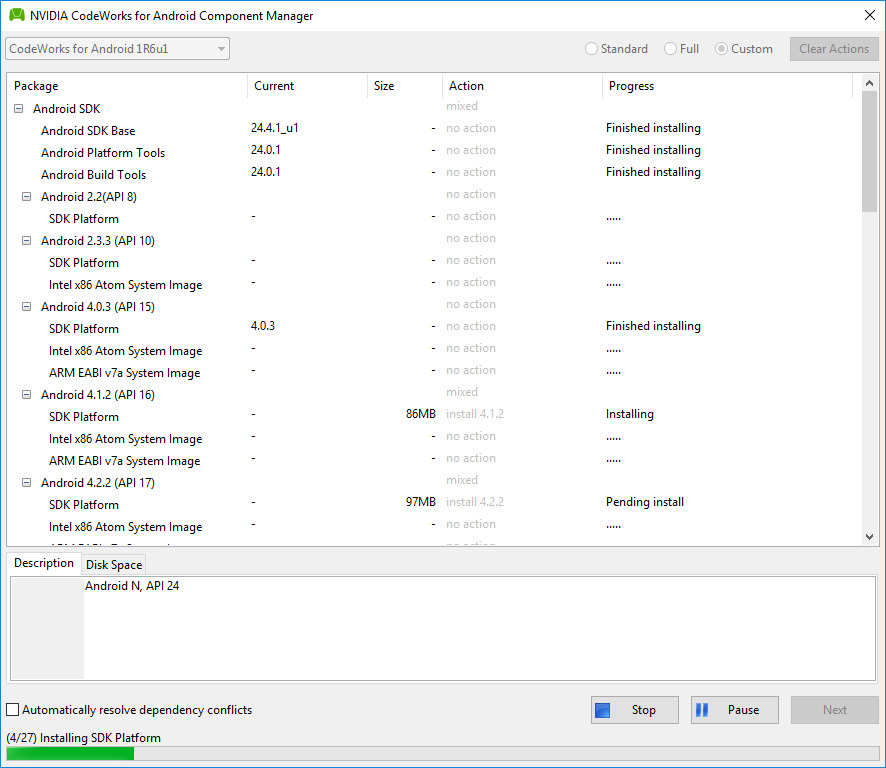 NVIDIA CodeWorks for Android Component Manager
CodeWorks for Android 1R6u1 Standard Full Custom Clear Actions
Package Current Size Action Progress
Android SDK mixed
Android SDK Base 24.4.1_u1 - no action Finished installing
Android Platform Tools 24.0.1 - no action Finished installing
Android Build Tools 24.0.1 - no action Finished installing
Android 2.2(API 8) no action
SDK Platform - - no action .....
Android 2.3.3 (API 10) no action
SDK Platform - - no action .....
Intel x86 Atom System Image - - no action .....
Android 4.0.3 (API 15) no action
SDK Platform 4.0.3 - no action Finished installing
Intel x86 Atom System Image - - no action .....
ARM EABI v7a System Image - - no action .....
Android 4.1.2 (API 16) mixed
SDK Platform - 86MB install 4.1.2 Installing
Intel x86 Atom System Image - - no action .....
ARM EABI v7a System Image - - no action .....
Android 4.2.2 (API 17) mixed
SDK Platform - 97MB install 4.2.2 Pending install
Intel x86 Atom System Image - - no action .....
Description Disk Space
Android N, API 24
Automatically resolve dependency conflicts Stop Pause Next
(4/27) Installing SDK Platform